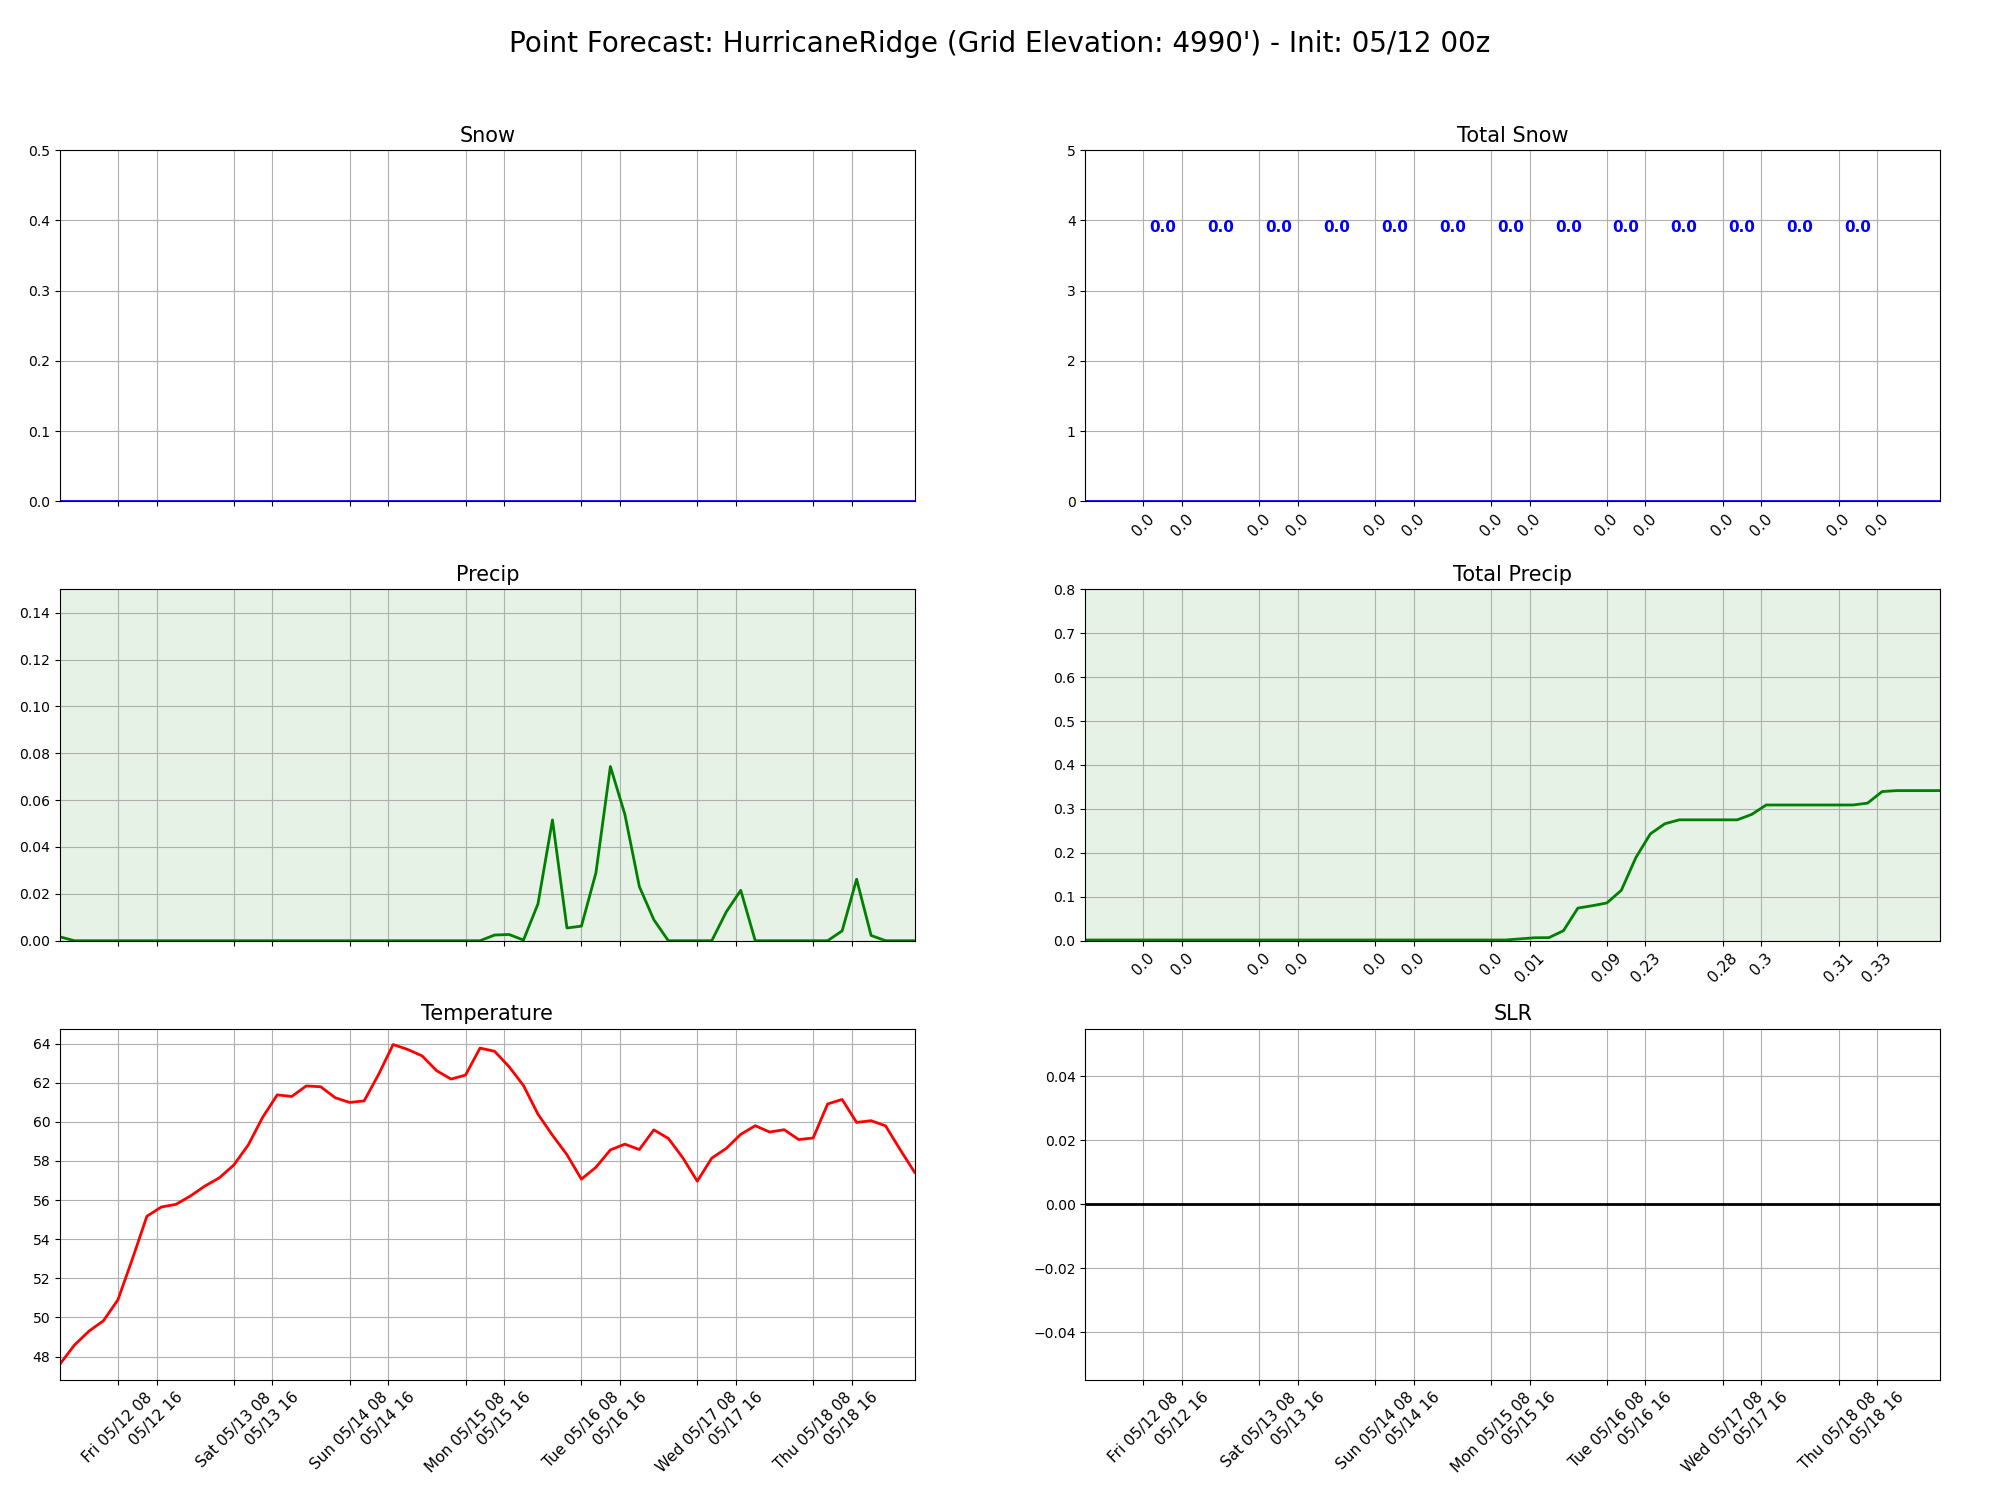 Point Forecast: HurricaneRidge (Grid Elevation: 4990') - Init: 05/12 00z
Snow
0.5
0.4
0.3
0.2
0.1
0.0
Total Snow
5
4
3
2
1
0
0.0 0.0 0.0 0.0 0.0 0.0 0.0 0.0 0.0 0.0 0.0 0.0 0.0
0.0 0.0 0.0 0.0 0.0 0.0 0.0 0.0 0.0 0.0 0.0 0.0 0.0 0.0
Precip
0.14
0.12
0.10
0.08
0.06
0.04
0.02
0.00
Total Precip
0.8
0.7
0.6
0.5
0.4
0.3
0.2
0.1
0.0
0.0 0.0 0.0 0.0 0.0 0.0 0.0 0.01 0.09 0.23 0.28 0.3 0.31 0.33
Temperature
64
62
60
58
56
54
52
50
48
Fri 05/12 08
05/12 16
Sat 05/13 08
05/13 16
Sun 05/14 08
05/14 16
Mon 05/15 08
05/15 16
Tue 05/16 08
05/16 16
Wed 05/17 08
05/17 16
Thu 05/18 08
05/18 16
SLR
0.04
0.02
0.00
−0.02
−0.04
Fri 05/12 08
05/12 16
Sat 05/13 08
05/13 16
Sun 05/14 08
05/14 16
Mon 05/15 08
05/15 16
Tue 05/16 08
05/16 16
Wed 05/17 08
05/17 16
Thu 05/18 08
05/18 16